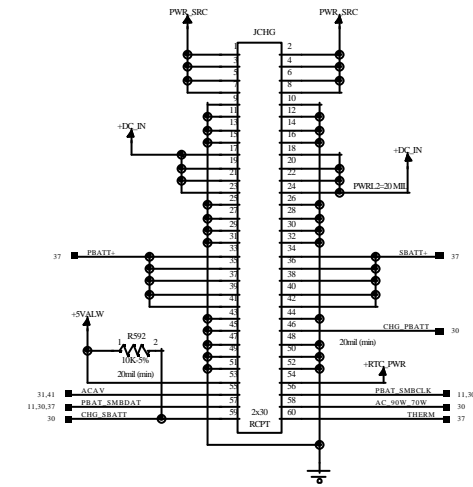 PWR_SRC PWR_SRC
JCHG
1 2
3 4
5 6
7 8
9 10
11 12
13 14
15 16
+DC_IN 17 18
19 20 +DC_IN
21 22
23 24 PWRL2=20 MIL
25 26
27 28
29 30
31 32
33 34
37 PBATT+ 35 36 SBATT+ 37
37 38
39 40
41 42
43 44
+5VALW 45 46 CHG_PBATT 30
R592 47 48 20mil (min)
1 2 49 50
10K-5% 51 52 +RTC_PWR
20mil (min) 53 54
31,41 ACAV 55 56 PBAT_SMBCLK 11,30
11,30,37 PBAT_SMBDAT 57 58 AC_90W_70W 30
30 CHG_SBATT 59 60 THERM 37
2x30
RCPT